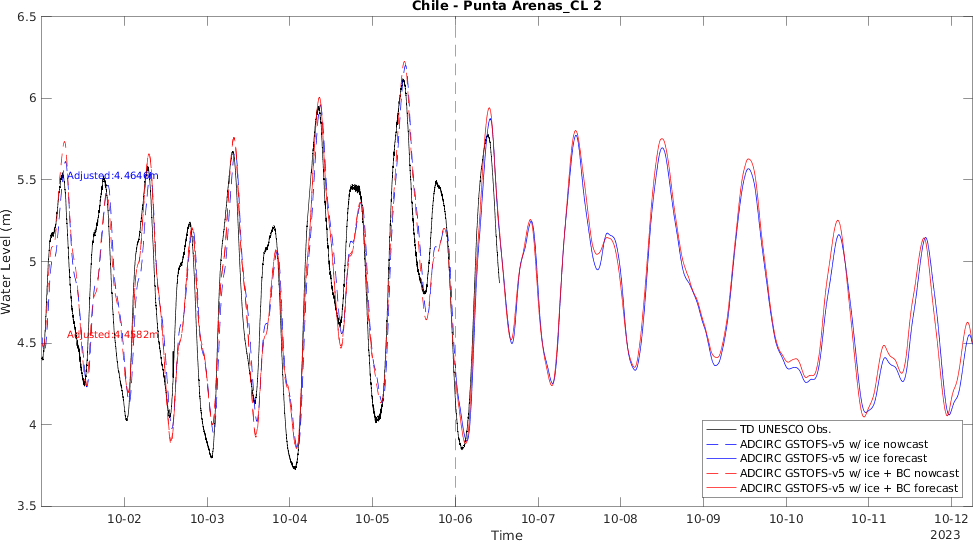 Chile - Punta Arenas_CL 2
6.5
6
5.5
5
4.5
4
3.5
Water Level (m)
Adjusted:4.4646m
Adjusted:4.4582m
TD UNESCO Obs.
ADCIRC GSTOFS-v5 w/ ice nowcast
ADCIRC GSTOFS-v5 w/ ice forecast
ADCIRC GSTOFS-v5 w/ ice + BC nowcast
ADCIRC GSTOFS-v5 w/ ice + BC forecast
10-02 10-03 10-04 10-05 10-06 10-07 10-08 10-09 10-10 10-11 10-12
Time
2023